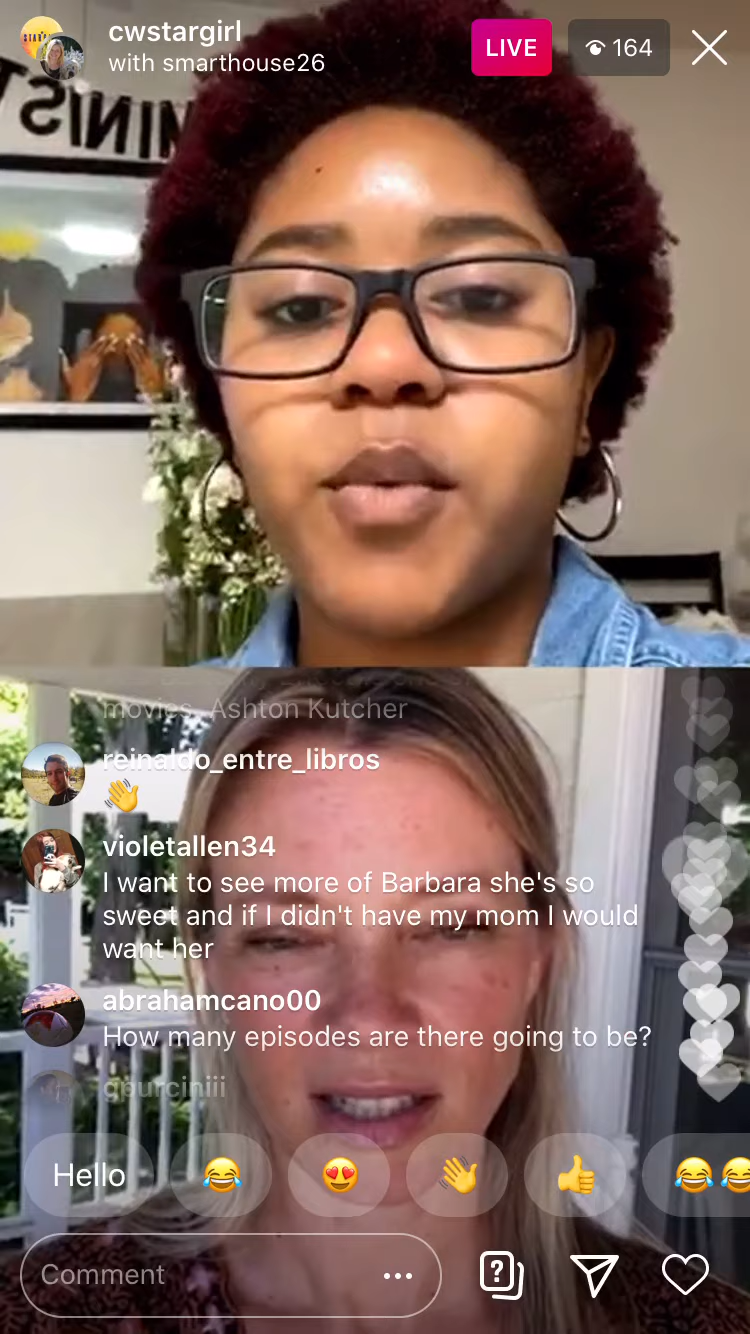 cwstargirl
with smarthouse26
LIVE
164
movies, Ashton Kutcher
reinaldo_entre_libros
👋
violetallen34
I want to see more of Barbara she's so
sweet and if I didn't have my mom I would
want her
abrahamcano00
How many episodes are there going to be?
gpurciniii
Hello 😂 😍 👋 👍 😂😂
Comment